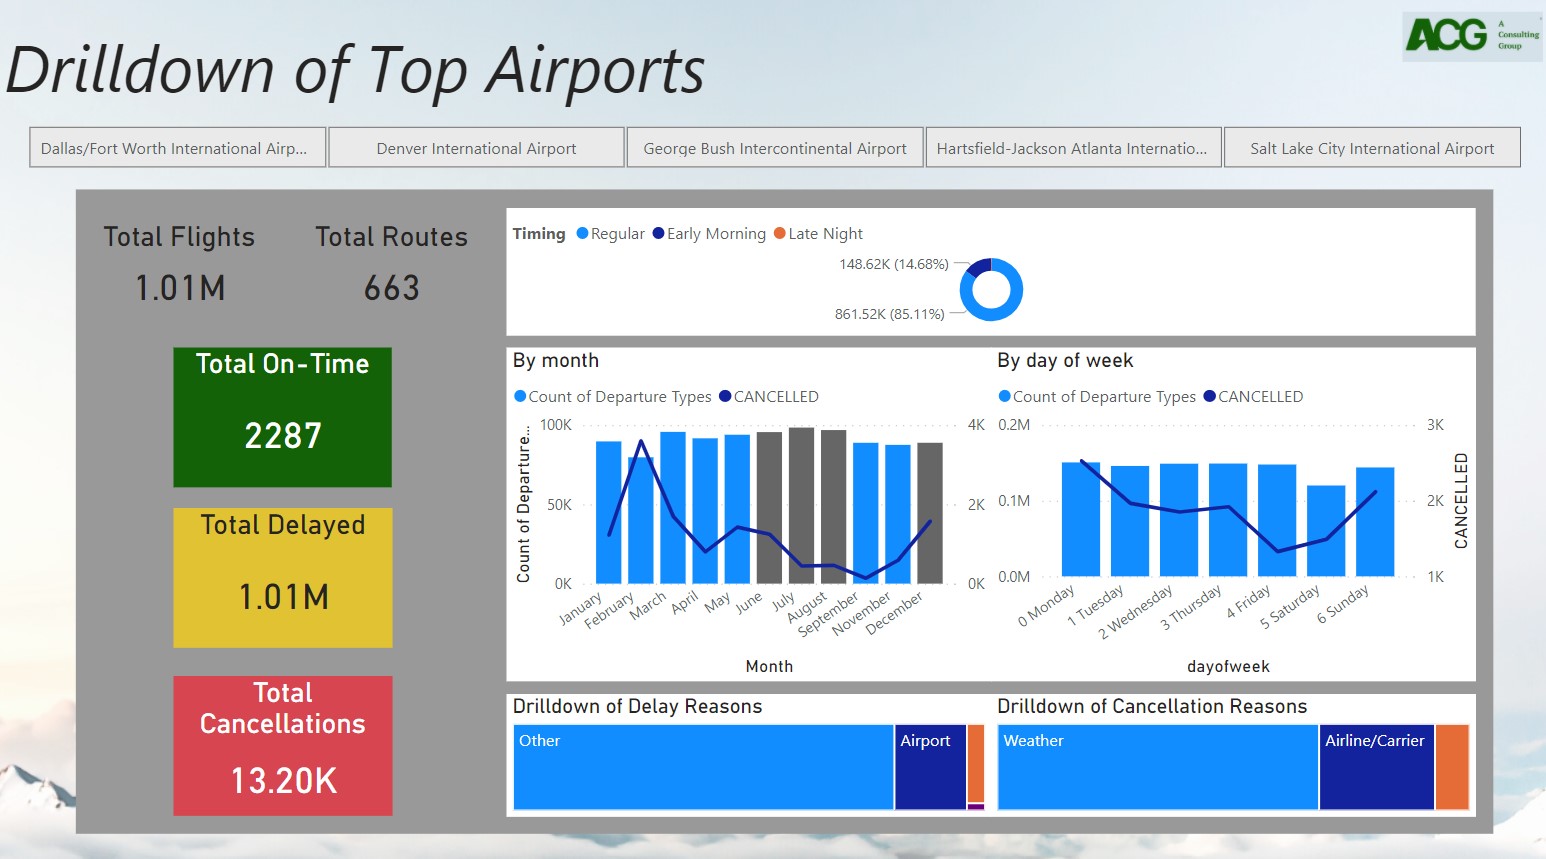 ACG
A
Consulting
Group
Drilldown of Top Airports
Dallas/Fort Worth International Airp...
Denver International Airport
George Bush Intercontinental Airport
Hartsfield-Jackson Atlanta Internatio...
Salt Lake City International Airport
Total Flights
1.01M
Total Routes
663
Total On-Time
2287
Total Delayed
1.01M
Total
Cancellations
13.20K
Timing Regular Early Morning Late Night
148.62K (14.68%)
861.52K (85.11%)
By month
Count of Departure Types CANCELLED
Count of Departure...
100K
50K
0K
4K
2K
0K
January
February
March
April
May
June
July
August
September
November
December
Month
By day of week
Count of Departure Types CANCELLED
0.2M
0.1M
0.0M
3K
2K
1K
CANCELLED
0 Monday
1 Tuesday
2 Wednesday
3 Thursday
4 Friday
5 Saturday
6 Sunday
dayofweek
Drilldown of Delay Reasons
Other
Airport
Drilldown of Cancellation Reasons
Weather
Airline/Carrier